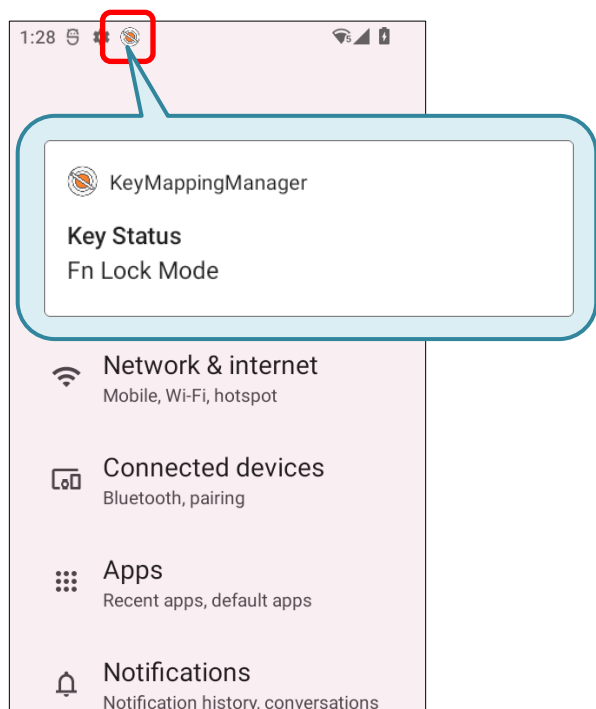 1:28
5
KeyMappingManager
Key Status
Fn Lock Mode
Network & internet
Mobile, Wi-Fi, hotspot
Connected devices
Bluetooth, pairing
Apps
Recent apps, default apps
Notifications
Notification history, conversations